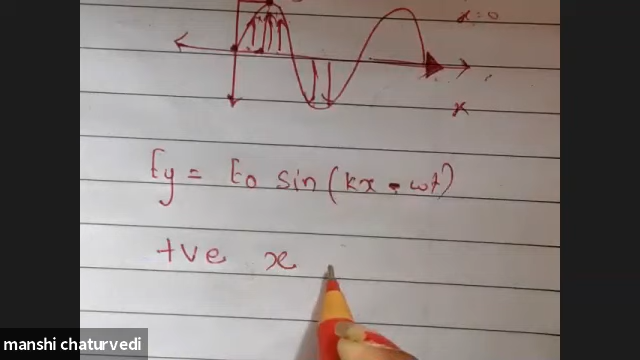 x=0
x
Ey = E0 sin (kx - ωt)
+ve x
manshi chaturvedi